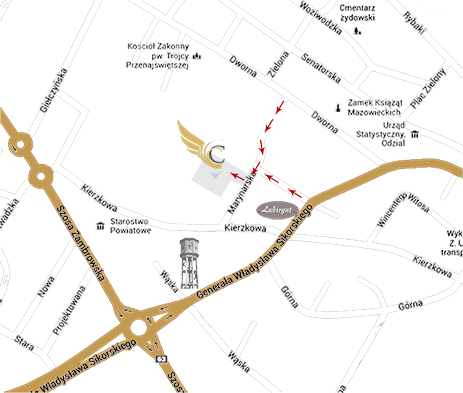 Cmentarz
żydowski
Woziwodzka
Rybaki
Kościół Zakonny
pw. Trójcy
Przenajświętszej
Zielona
Senatorska
Dworna
Plac Zielony
Giełczyńska
Zamek Książąt
Mazowieckich
Dworna
Urząd
Statystyczny,
Odział
C
Marynarska
Kierzkowa
Labirynt
Wincentego Witosa
Starostwo
Powiatowe
Kierzkowa
Szosa Zambrowska
Generała Władysława Sikorskiego
Wyk
Z. U
transp
Kierzkowa
Nowa
Projektowana
Wąska
Górna
Górna
Stara
Wąska
63
Władysława Sikorskiego
Szos